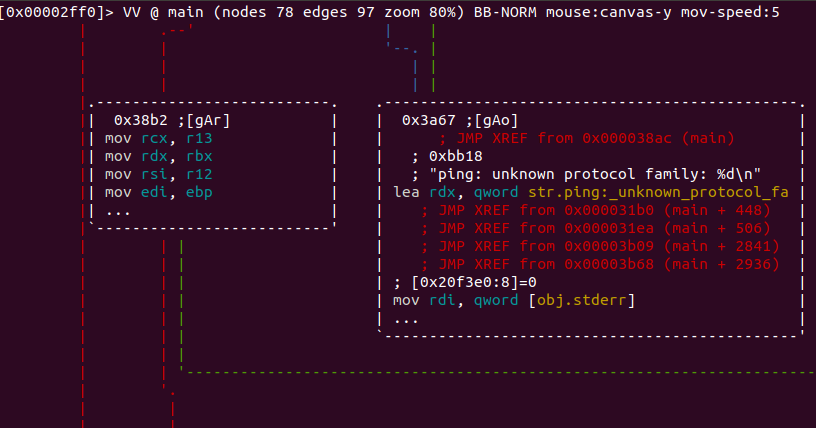 [0x00002ff0]> VV @ main (nodes 78 edges 97 zoom 80%) BB-NORM mouse:canvas-y mov-speed:5
0x38b2 ;[gAr]
mov rcx, r13
mov rdx, rbx
mov rsi, r12
mov edi, ebp
...
0x3a67 ;[gAo]
; JMP XREF from 0x000038ac (main)
; 0xbb18
; "ping: unknown protocol family: %d\n"
lea rdx, qword str.ping:_unknown_protocol_fa
; JMP XREF from 0x000031b0 (main + 448)
; JMP XREF from 0x000031ea (main + 506)
; JMP XREF from 0x00003b09 (main + 2841)
; JMP XREF from 0x00003b68 (main + 2936)
; [0x20f3e0:8]=0
mov rdi, qword [obj.stderr]
...